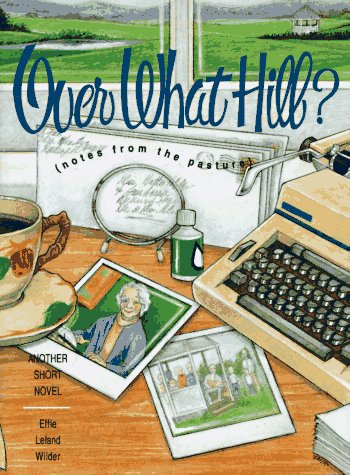 Over What Hill?
(notes from the pasture)
ANOTHER
SHORT
NOVEL
Effie
Leland
Wilder